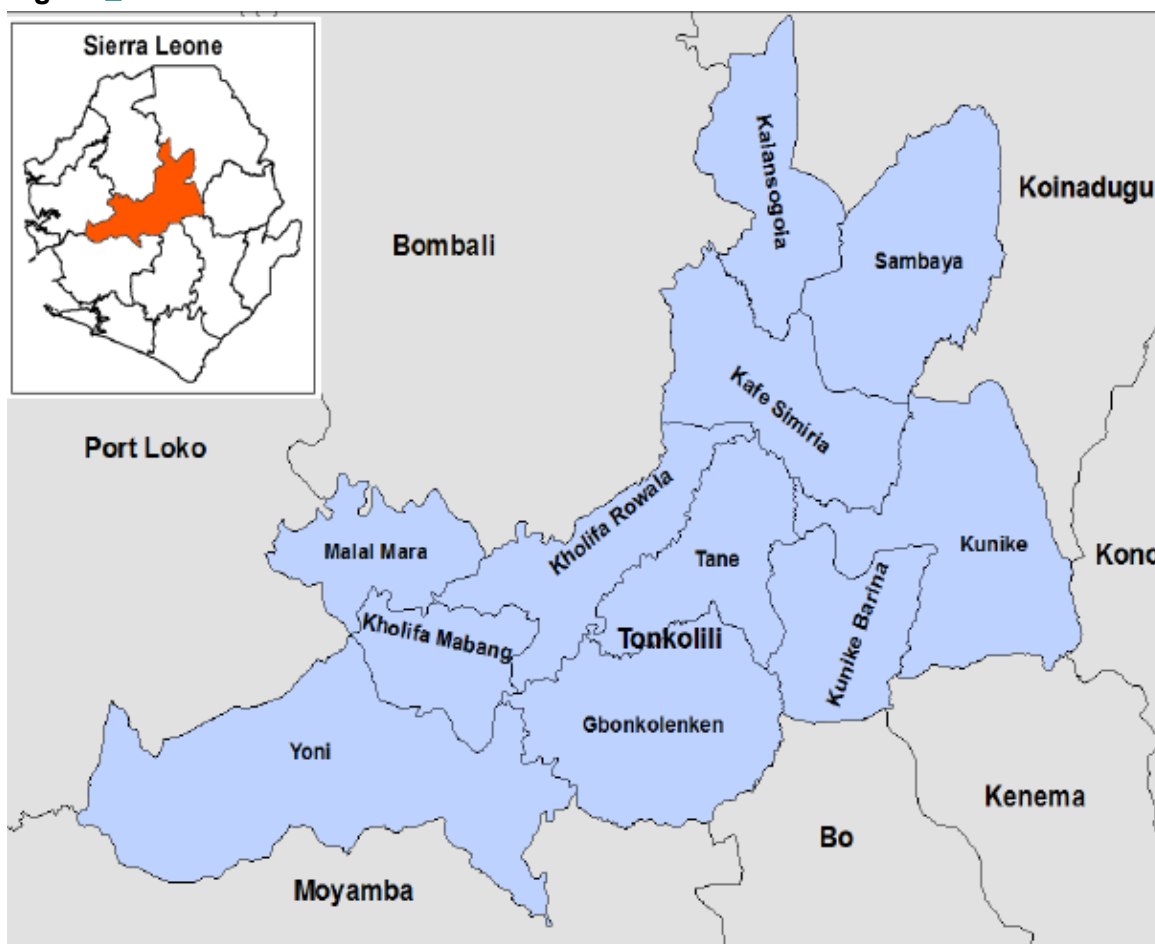 Sierra Leone
Kalansogoia
Koinadugu
Bombali
Sambaya
Kafe Simiria
Port Loko
Kholifa Rowala
Malal Mara
Tane
Kunike
Kono
Kholifa Mabang
Tonkolili
Kunike Barina
Gbonkolenken
Yoni
Kenema
Bo
Moyamba